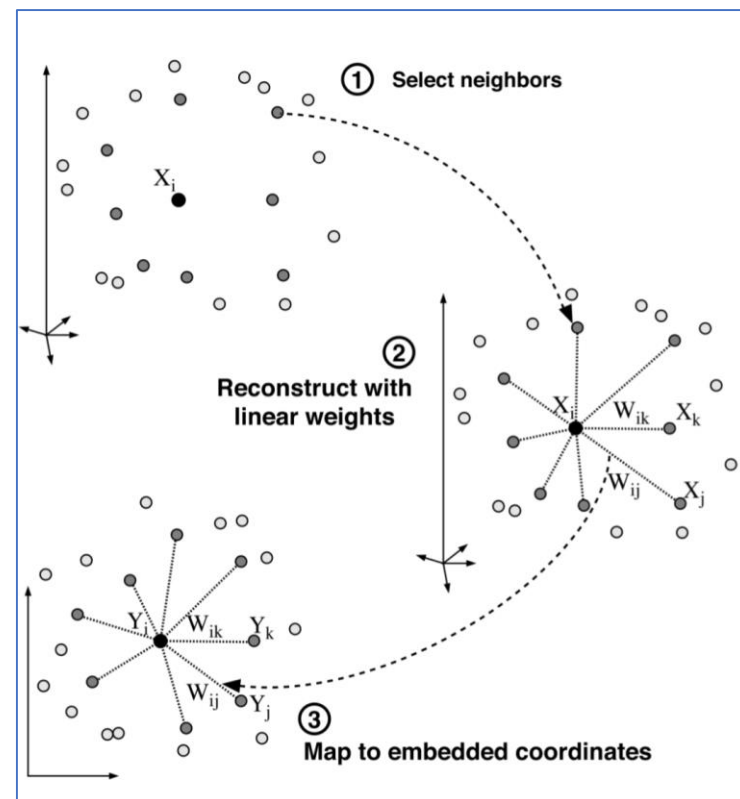 ① Select neighbors
Xᵢ
②
Reconstruct with
linear weights
Xᵢ
Wᵢₖ
Xₖ
Wᵢⱼ
Xⱼ
Yᵢ
Wᵢₖ
Yₖ
Wᵢⱼ
Yⱼ
③
Map to embedded coordinates